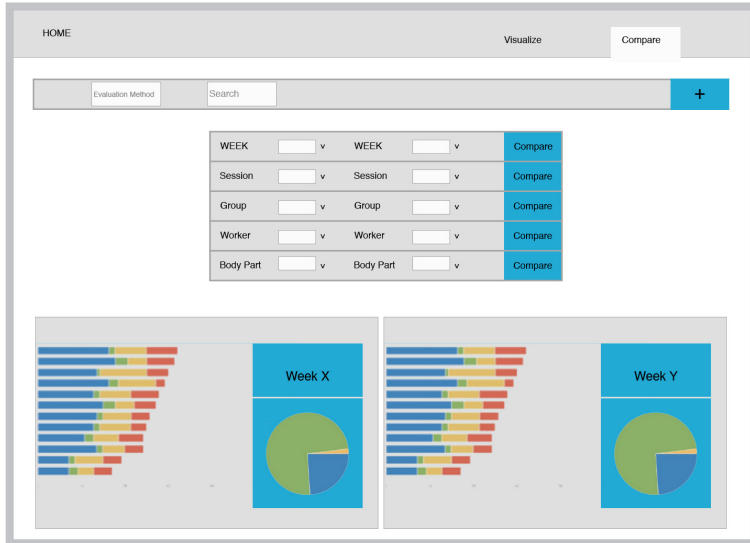 HOME
Visualize
Compare
Evaluation Method
Search
+
WEEK v WEEK v Compare
Session v Session v Compare
Group v Group v Compare
Worker v Worker v Compare
Body Part v Body Part v Compare
Week X
Week Y